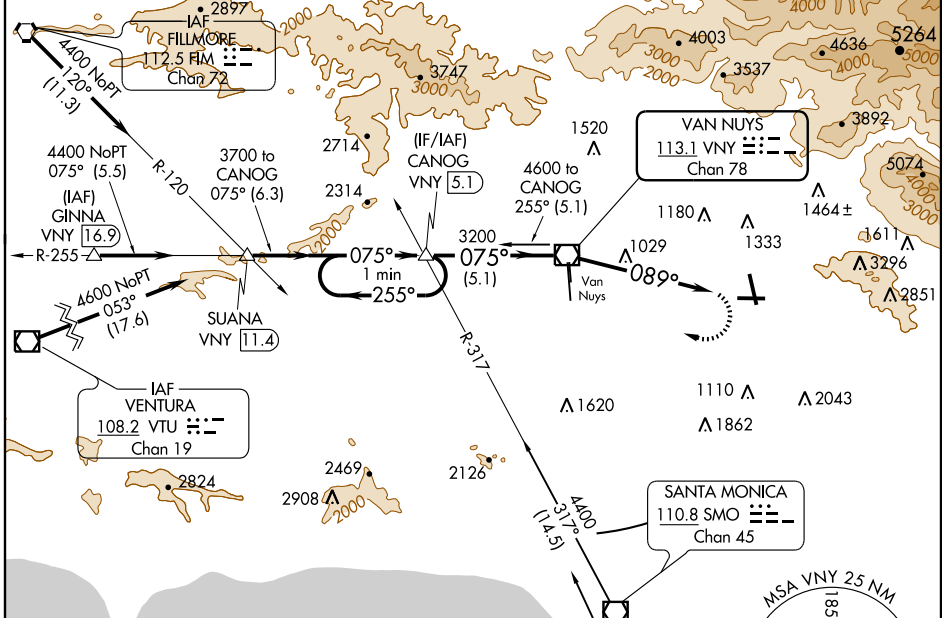 2897
IAF
FILLMORE
112.5 FIM
Chan 72
4400 NoPT
120°
(11.3)
R-120
3747
3000
2000
4000
3000
2000
4003
3537
4636
4000
5264
3892
5074
4000
3000
2714
2314
2000
4400 NoPT
075° (5.5)
(IAF)
GINNA
VNY 16.9
R-255
3700 to
CANOG
075° (6.3)
(IF/IAF)
CANOG
VNY 5.1
1520
4600 to
CANOG
255° (5.1)
VAN NUYS
113.1 VNY
Chan 78
1180
1333
1464±
1611
3296
2851
075°
1 min
255°
3200
075°
(5.1)
Van
Nuys
1029
089°
4600 NoPT
053°
(17.6)
SUANA
VNY 11.4
R-317
IAF
VENTURA
108.2 VTU
Chan 19
1620
1110
2043
1862
2824
2469
2908
2000
2126
4400
317°
(14.5)
SANTA MONICA
110.8 SMO
Chan 45
MSA VNY 25 NM
185